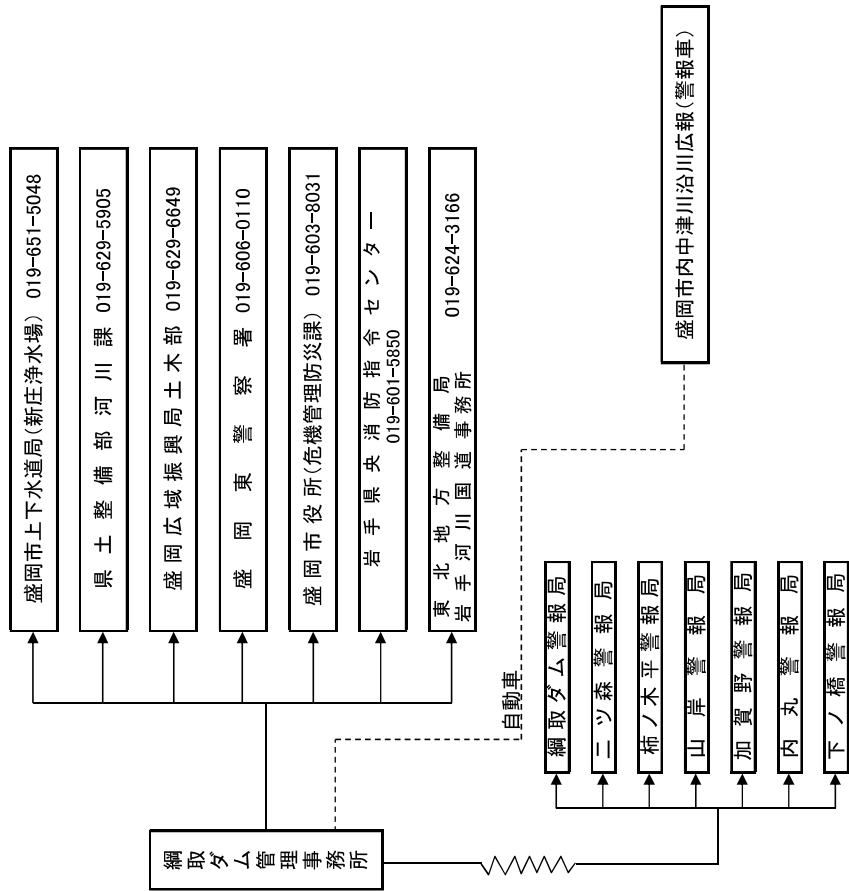 盛岡市上下水道局(新庄浄水場) 019-651-5048
県土整備部河川課 019-629-5905
盛岡広域振興局土木部 019-629-6649
盛岡東警察署 019-606-0110
盛岡市役所(危機管理防災課) 019-603-8031
岩手県央消防指令センター
019-601-5850
東北地方整備局
岩手河川国道事務所
019-624-3166
盛岡市内中津川沿川広報(警報車)
自動車
綱取ダム管理事務所
綱取ダム警報局
二ツ森警報局
柿ノ木平警報局
山岸警報局
加賀野警報局
内丸警報局
下ノ橋警報局